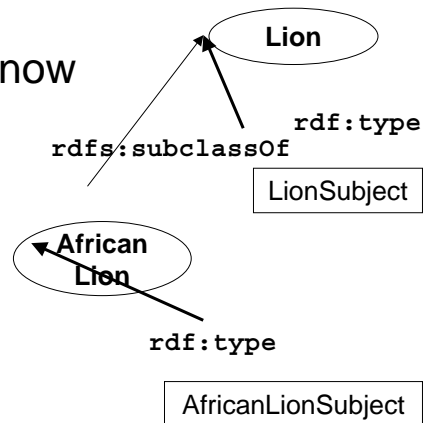 Lion
now
rdf:type
rdfs:subclassOf
LionSubject
African
Lion
rdf:type
AfricanLionSubject